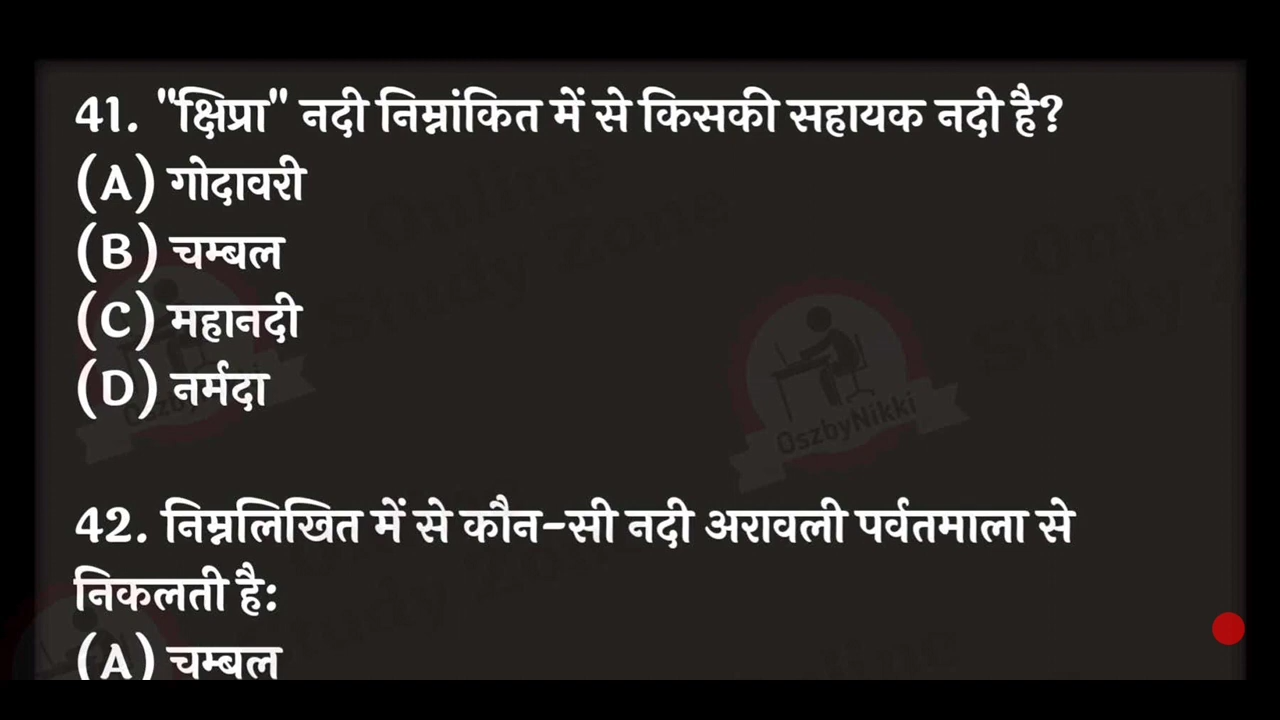 41. "क्षिप्रा" नदी निम्नांकित में से किसकी सहायक नदी है?
(A) गोदावरी
(B) चम्बल
(C) महानदी
(D) नर्मदा
OszbyNikki
42. निम्नलिखित में से कौन-सी नदी अरावली पर्वतमाला से
निकलती है:
(A) चम्बल